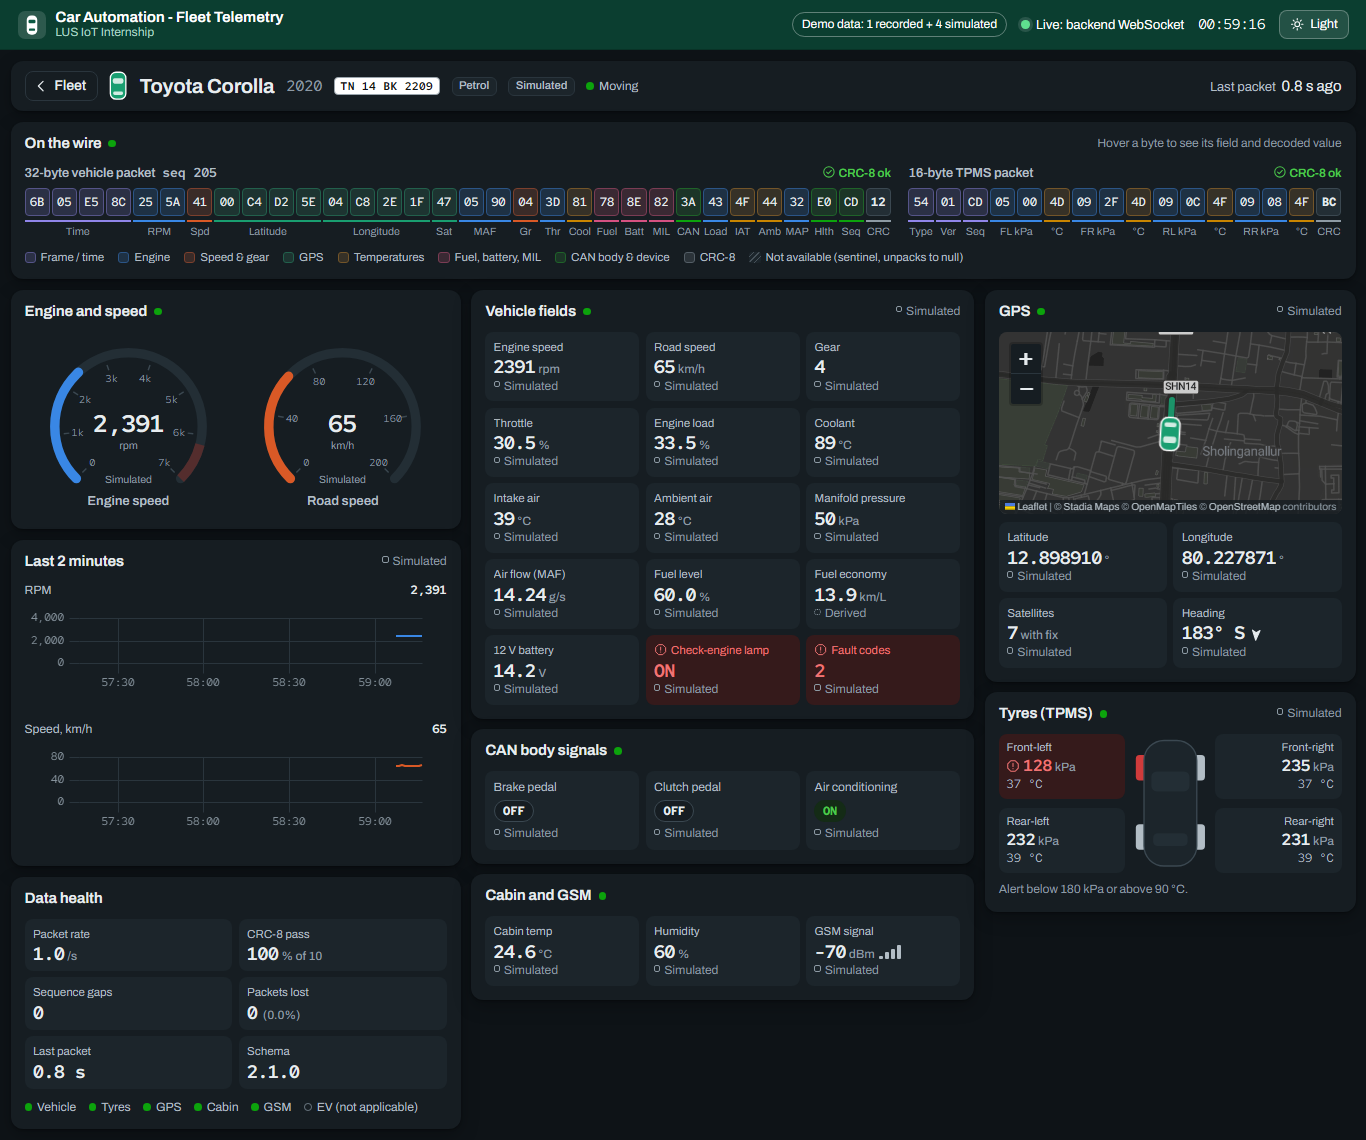 Car Automation - Fleet Telemetry
LUS IoT Internship
Demo data: 1 recorded + 4 simulated
Live: backend WebSocket
00:59:16
Light
Fleet
Toyota Corolla
2020
TN 14 BK 2209
Petrol
Simulated
Moving
Last packet 0.8 s ago
On the wire
Hover a byte to see its field and decoded value
32-byte vehicle packet seq 205
CRC-8 ok
6B 05 E5 8C 25 5A 41 00 C4 D2 5E 04 C8 2E 1F 47 05 90 04 3D 81 78 8E 82 3A 43 4F 44 32 E0 CD 12
Time RPM Spd Latitude Longitude Sat MAF Gr Thr Cool Fuel Batt MIL CAN Load IAT Amb MAP Hlth Seq CRC
16-byte TPMS packet
CRC-8 ok
54 01 CD 05 00 4D 09 2F 4D 09 0C 4F 09 08 4F BC
Type Ver Seq FL kPa °C FR kPa °C RL kPa °C RR kPa °C CRC
Frame / time
Engine
Speed & gear
GPS
Temperatures
Fuel, battery, MIL
CAN body & device
CRC-8
Not available (sentinel, unpacks to null)
Engine and speed
0 1k 2k 3k 4k 5k 6k 7k
2,391
rpm
Simulated
Engine speed
0 40 80 120 160 200
65
km/h
Simulated
Road speed
Last 2 minutes
Simulated
RPM
2,391
4,000
2,000
0
57:30 58:00 58:30 59:00
Speed, km/h
65
80
40
0
57:30 58:00 58:30 59:00
Data health
Packet rate
1.0 /s
CRC-8 pass
100 % of 10
Sequence gaps
0
Packets lost
0 (0.0%)
Last packet
0.8 s
Schema
2.1.0
Vehicle
Tyres
GPS
Cabin
GSM
EV (not applicable)
Vehicle fields
Simulated
Engine speed
2391 rpm
Simulated
Road speed
65 km/h
Simulated
Gear
4
Simulated
Throttle
30.5 %
Simulated
Engine load
33.5 %
Simulated
Coolant
89 °C
Simulated
Intake air
39 °C
Simulated
Ambient air
28 °C
Simulated
Manifold pressure
50 kPa
Simulated
Air flow (MAF)
14.24 g/s
Simulated
Fuel level
60.0 %
Simulated
Fuel economy
13.9 km/L
Derived
12 V battery
14.2 V
Simulated
Check-engine lamp
ON
Simulated
Fault codes
2
Simulated
CAN body signals
Brake pedal
OFF
Simulated
Clutch pedal
OFF
Simulated
Air conditioning
ON
Simulated
Cabin and GSM
Cabin temp
24.6 °C
Simulated
Humidity
60 %
Simulated
GSM signal
-70 dBm
Simulated
GPS
Simulated
+
−
SHN14
Sholinganallur
Leaflet | © Stadia Maps © OpenMapTiles © OpenStreetMap contributors
Latitude
12.898910 °
Simulated
Longitude
80.227871 °
Simulated
Satellites
7 with fix
Simulated
Heading
183° S
Simulated
Tyres (TPMS)
Simulated
Front-left
128 kPa
37 °C
Front-right
235 kPa
37 °C
Rear-left
232 kPa
39 °C
Rear-right
231 kPa
39 °C
Alert below 180 kPa or above 90 °C.